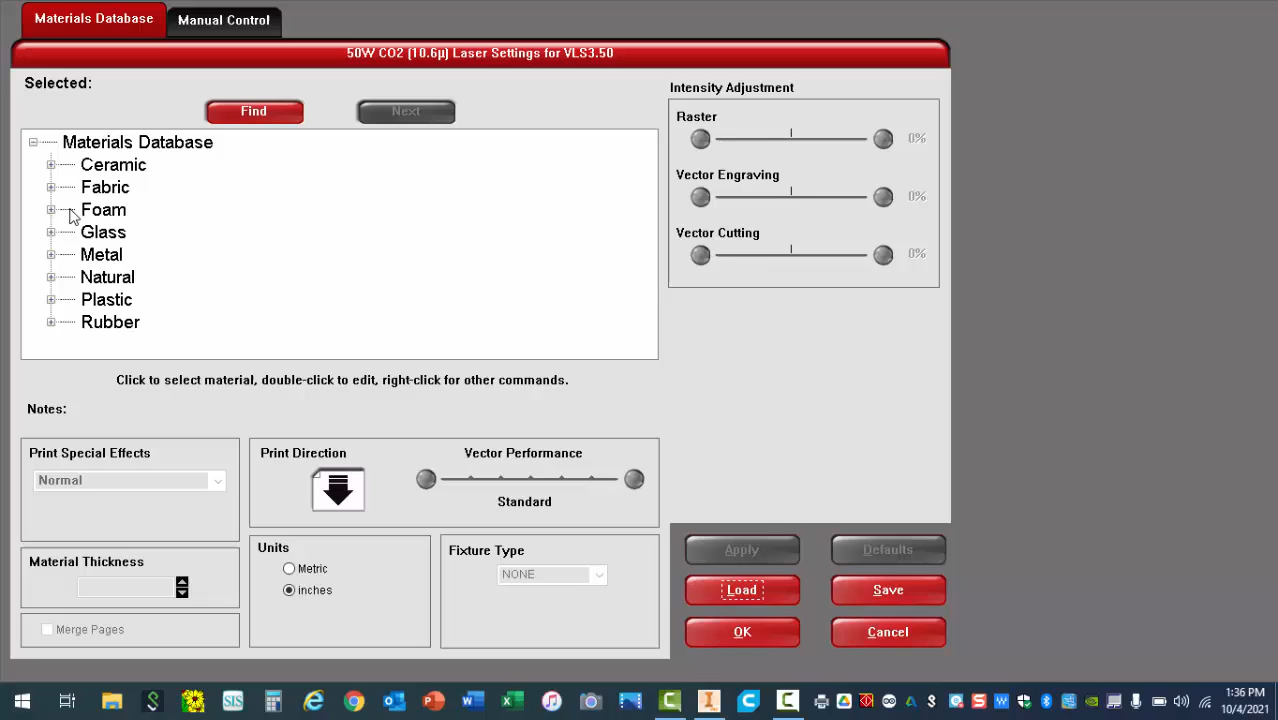 Materials Database
Manual Control
50W CO2 (10.6µ) Laser Settings for VLS3.50
Selected:
Find
Next
Materials Database
Ceramic
Fabric
Foam
Glass
Metal
Natural
Plastic
Rubber
Click to select material, double-click to edit, right-click for other commands.
Notes:
Intensity Adjustment
Raster
0%
Vector Engraving
0%
Vector Cutting
0%
Print Special Effects
Normal
Print Direction
Vector Performance
Standard
Material Thickness
Merge Pages
Units
Metric
inches
Fixture Type
NONE
Apply
Defaults
Load
Save
OK
Cancel
1:36 PM
10/4/2021